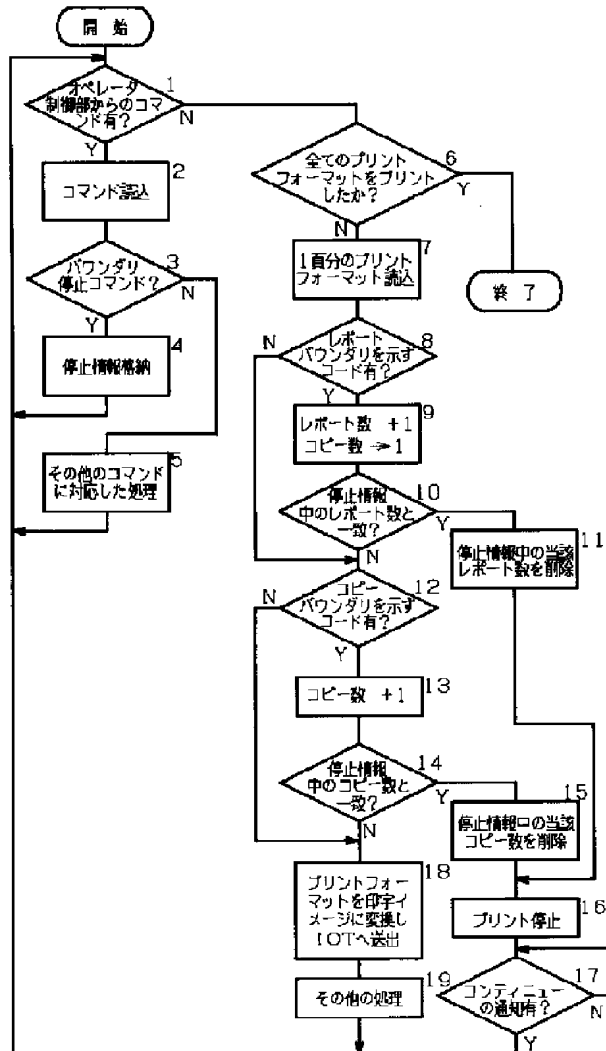 開始
オペレータ
制御部からのコマ
ンド有?
1
N
Y
コマンド読込
2
バウンダリ
停止コマンド?
3
N
Y
停止情報格納
4
その他のコマンド
に対応した処理
5
全てのプリント
フォーマットをプリント
したか?
6
Y
N
終了
1頁分のプリント
フォーマット読込
7
レポート
バウンダリを示す
コード有?
8
N
Y
レポート数 +1
コピー数 → 1
9
停止情報
中のレポート数と
一致?
10
Y
N
停止情報中の当該
レポート数を削除
11
コピー
バウンダリを示す
コード有?
12
N
Y
コピー数 +1
13
停止情報
中のコピー数と
一致?
14
Y
N
停止情報中の当該
コピー数を削除
15
プリント停止
16
コンティニュー
の通知有?
17
N
Y
プリントフォー
マットを印字イ
メージに変換し
IOTへ送出
18
その他の処理
19